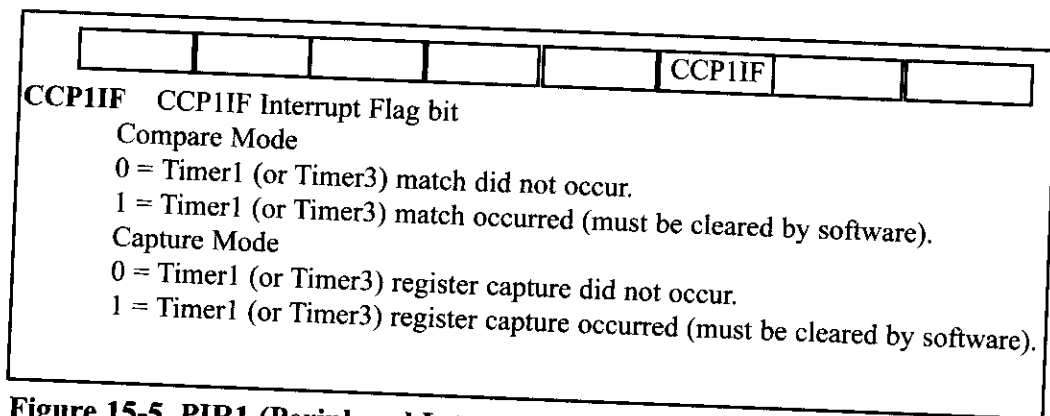 CCP1IF
CCP1IF CCP1IF Interrupt Flag bit
Compare Mode
0 = Timer1 (or Timer3) match did not occur.
1 = Timer1 (or Timer3) match occurred (must be cleared by software).
Capture Mode
0 = Timer1 (or Timer3) register capture did not occur.
1 = Timer1 (or Timer3) register capture occurred (must be cleared by software).
Figure 15-5. PIR1 (Peripheral